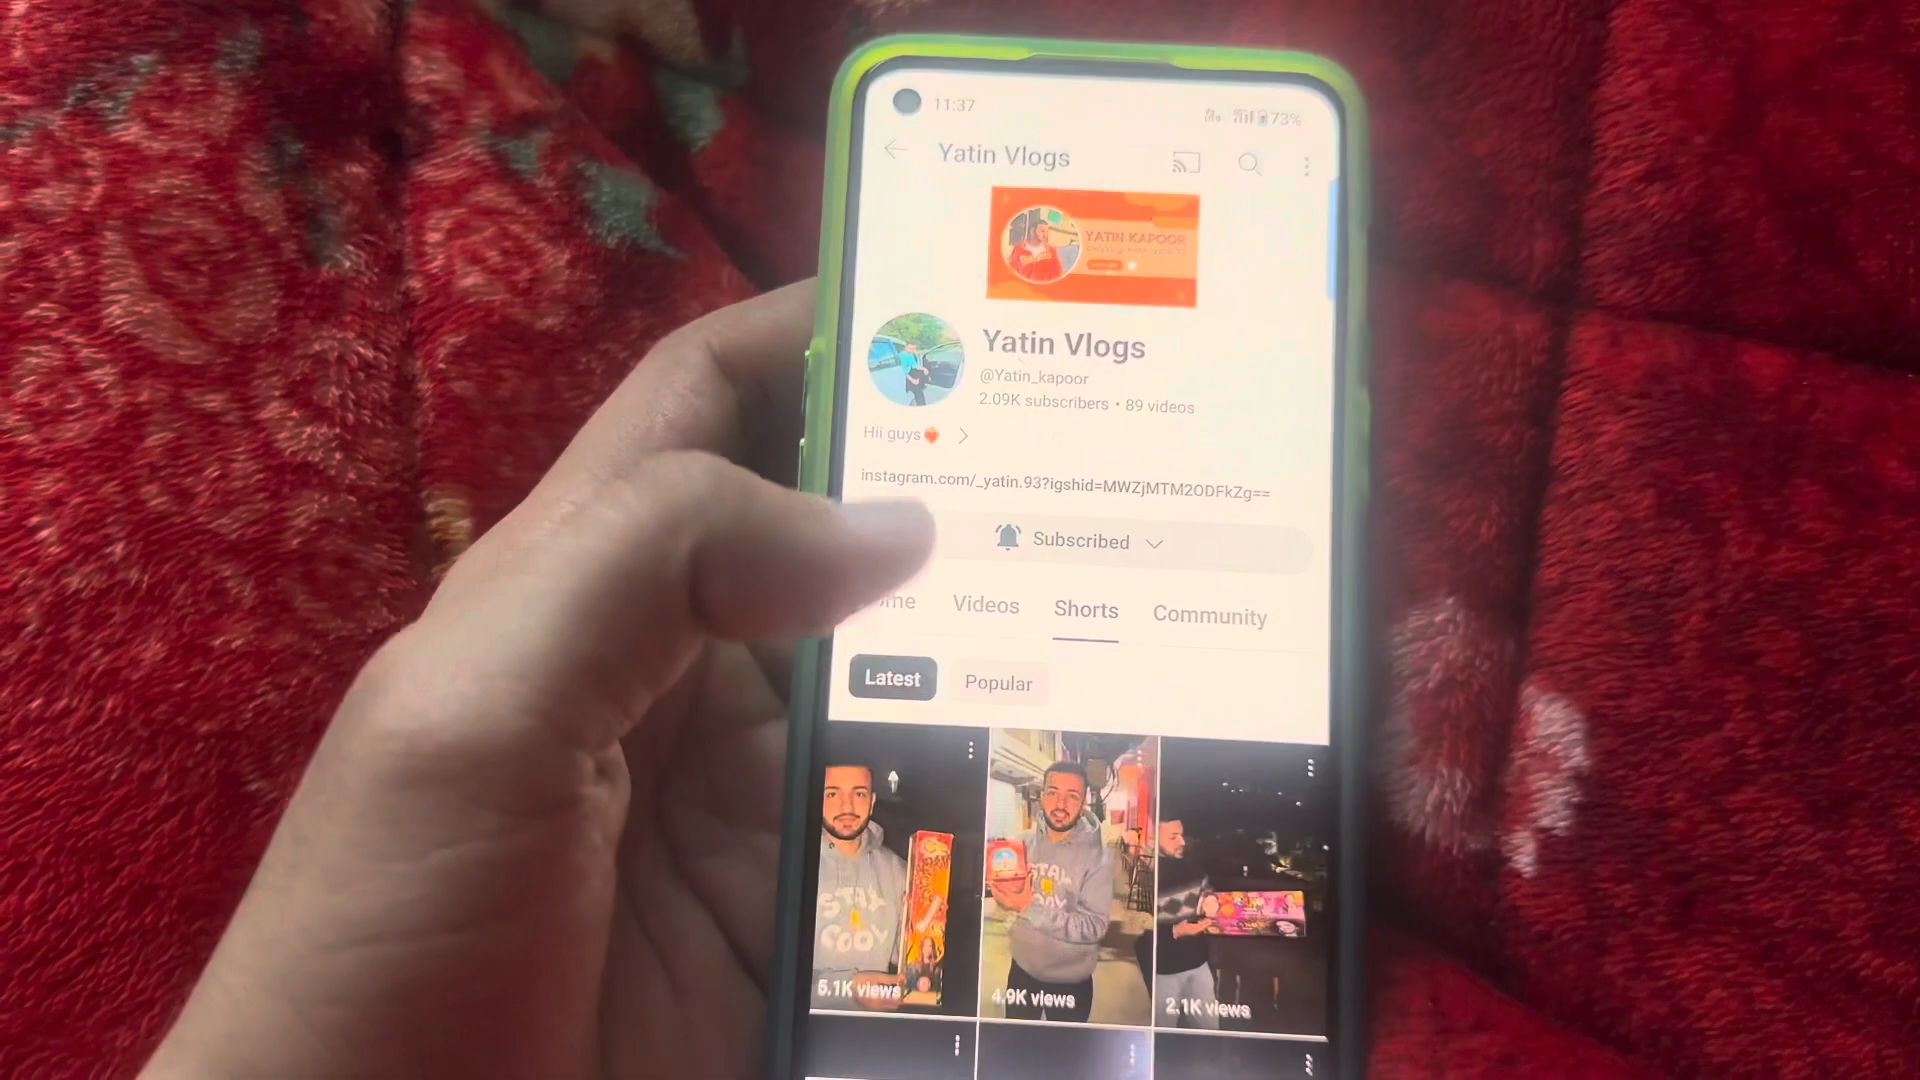 11:37
73%
Yatin Vlogs
YATIN KAPOOR
Yatin Vlogs
@Yatin_kapoor
2.09K subscribers • 89 videos
Hii guys❤️‍🔥
instagram.com/_yatin.93?igshid=MWZjMTM2ODFkZg==
Subscribed
Videos Shorts Community
Latest Popular
STAY
COOL
STAY
5.1K views 4.9K views 2.1K views